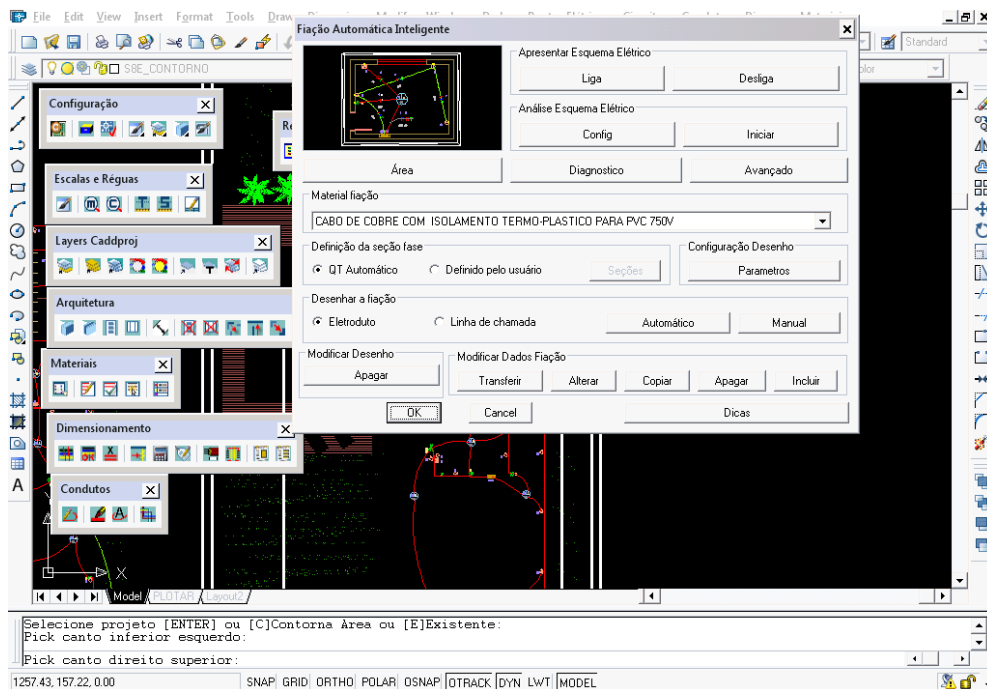 File Edit View Insert Format Tools Draw
S8E_CONTORNO
Standard
Fiação Automática Inteligente
Apresentar Esquema Elétrico
Liga Desliga
Análise Esquema Elétrico
Config Iniciar
Área Diagnostico Avançado
Material fiação
CABO DE COBRE COM ISOLAMENTO TERMO-PLASTICO PARA PVC 750V
Definição da seção fase
QT Automático Definido pelo usuário Seções
Configuração Desenho
Parametros
Desenhar a fiação
Eletroduto Linha de chamada Automático Manual
Modificar Desenho
Apagar
Modificar Dados Fiação
Transferir Alterar Copiar Apagar Incluir
OK Cancel Dicas
Configuração
Escalas e Réguas
Layers Caddproj
Arquitetura
Materiais
Dimensionamento
Condutos
X
Model PLOTAR Layout2
Selecione projeto [ENTER] ou [C]Contorna Area ou [E]Existente:
Pick canto inferior esquerdo:
Pick canto direito superior:
1257.43, 157.22, 0.00 SNAP GRID ORTHO POLAR OSNAP OTRACK DYN LWT MODEL